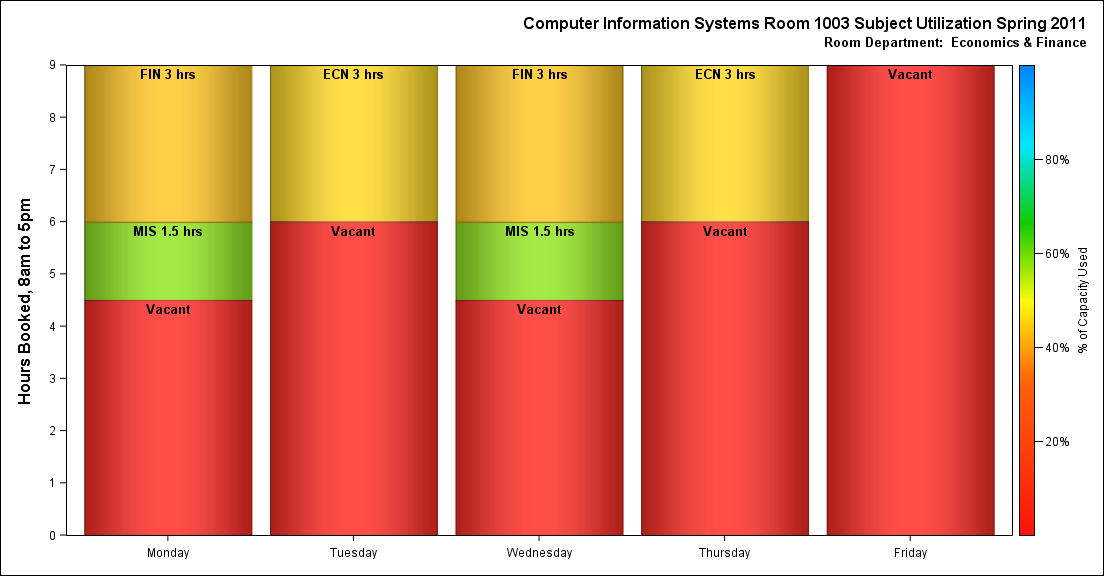 Computer Information Systems Room 1003 Subject Utilization Spring 2011
Room Department: Economics & Finance
Hours Booked, 8am to 5pm
9
8
7
6
5
4
3
2
1
0
FIN 3 hrs
MIS 1.5 hrs
Vacant
ECN 3 hrs
Vacant
FIN 3 hrs
MIS 1.5 hrs
Vacant
ECN 3 hrs
Vacant
Vacant
Monday
Tuesday
Wednesday
Thursday
Friday
80%
60%
40%
20%
% of Capacity Used